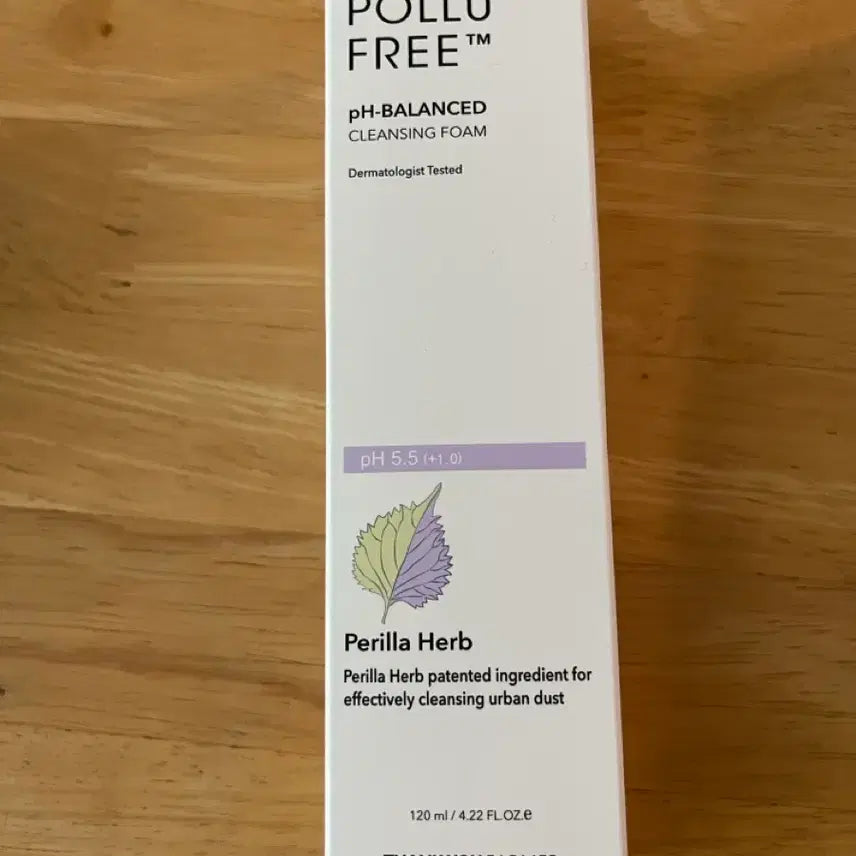 POLLU
FREE™
pH-BALANCED
CLEANSING FOAM
Dermatologist Tested
pH 5.5 (+1.0)
Perilla Herb
Perilla Herb patented ingredient for
effectively cleansing urban dust
120 ml / 4.22 FL.OZ.e